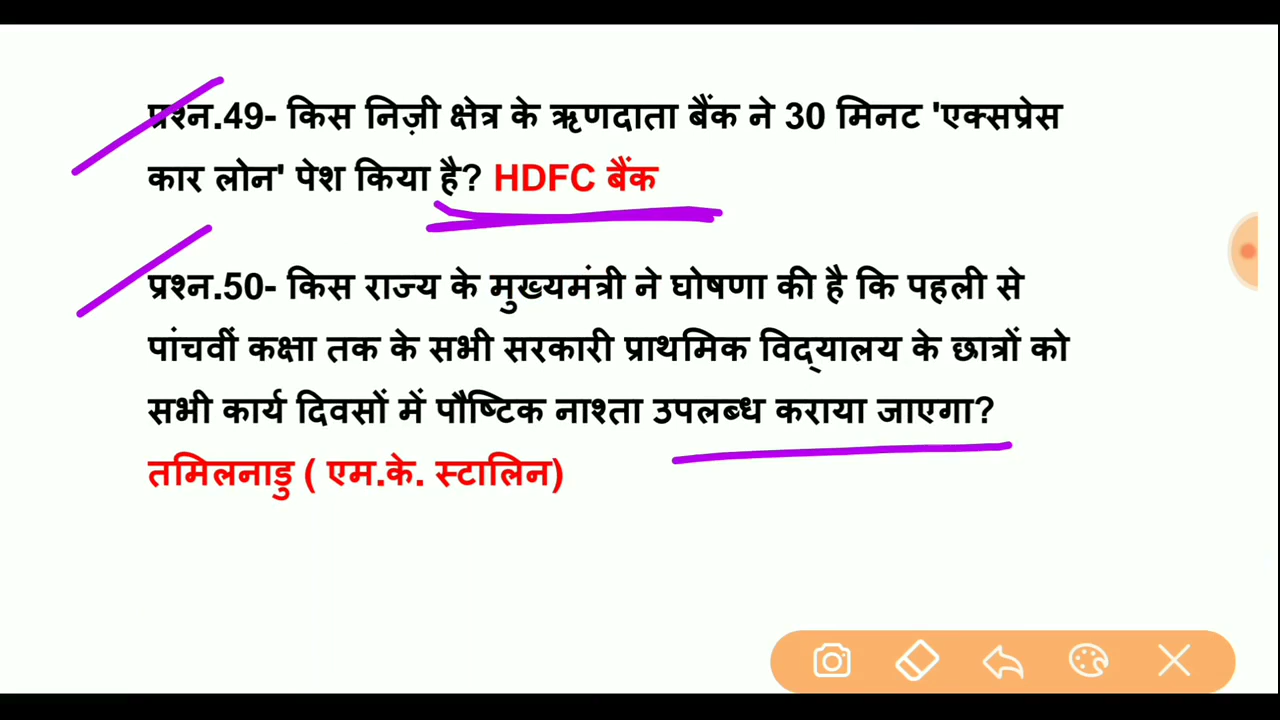 प्रश्न.49- किस निज़ी क्षेत्र के ऋणदाता बैंक ने 30 मिनट 'एक्सप्रेस
कार लोन' पेश किया है? HDFC बैंक
प्रश्न.50- किस राज्य के मुख्यमंत्री ने घोषणा की है कि पहली से
पांचवीं कक्षा तक के सभी सरकारी प्राथमिक विद्‌यालय के छात्रों को
सभी कार्य दिवसों में पौष्टिक नाश्ता उपलब्ध कराया जाएगा?
तमिलनाडु ( एम.के. स्टालिन)